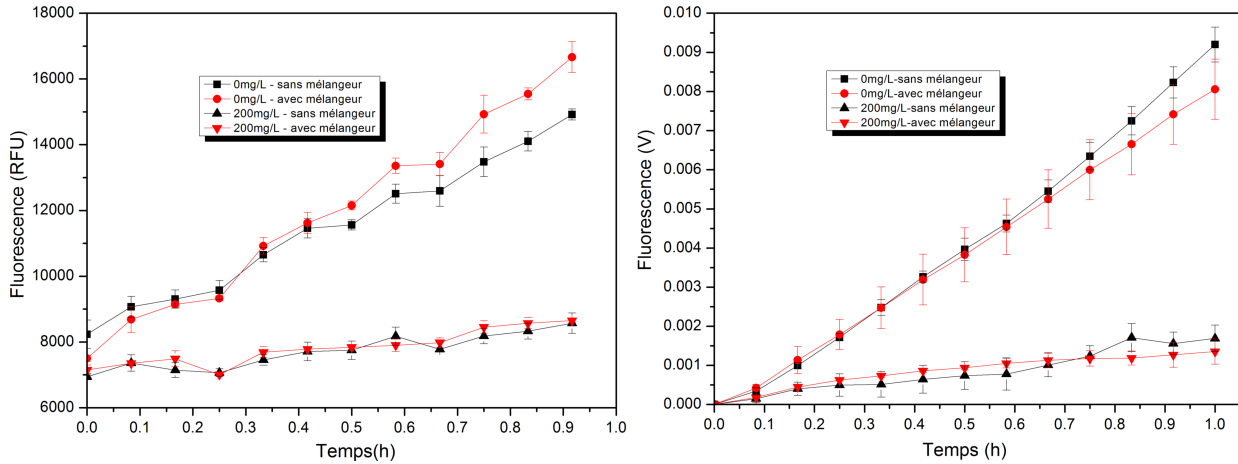 18000
16000
14000
12000
10000
8000
6000
Fluorescence (RFU)
0mg/L - sans mélangeur
0mg/L - avec mélangeur
200mg/L - sans mélangeur
200mg/L - avec mélangeur
0.0 0.1 0.2 0.3 0.4 0.5 0.6 0.7 0.8 0.9 1.0
Temps(h)
0.010
0.009
0.008
0.007
0.006
0.005
0.004
0.003
0.002
0.001
0.000
Fluorescence (V)
0mg/L-sans mélangeur
0mg/L-avec mélangeur
200mg/L-sans mélangeur
200mg/L-avec mélangeur
0.0 0.1 0.2 0.3 0.4 0.5 0.6 0.7 0.8 0.9 1.0
Temps (h)